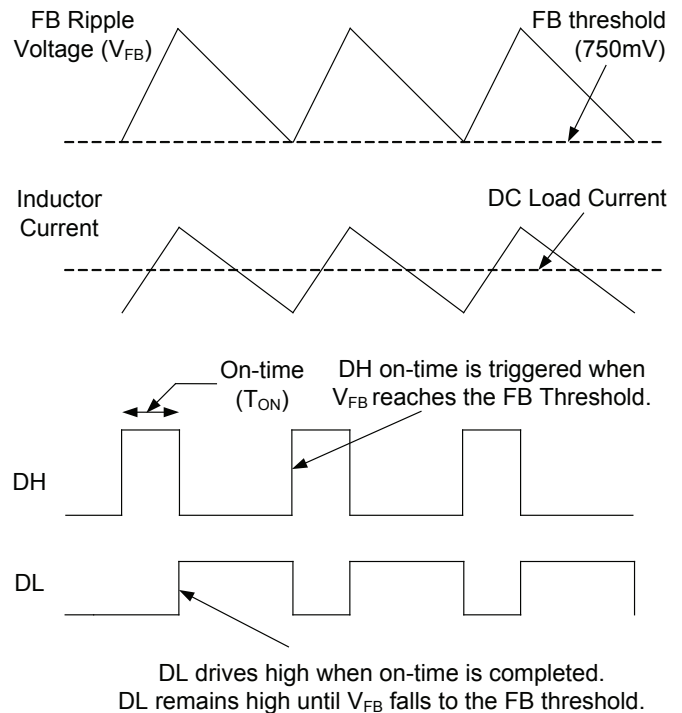 FB Ripple
Voltage (VFB)
FB threshold
(750mV)
Inductor
Current
DC Load Current
On-time
(TON)
DH on-time is triggered when
VFB reaches the FB Threshold.
DH
DL
DL drives high when on-time is completed.
DL remains high until VFB falls to the FB threshold.